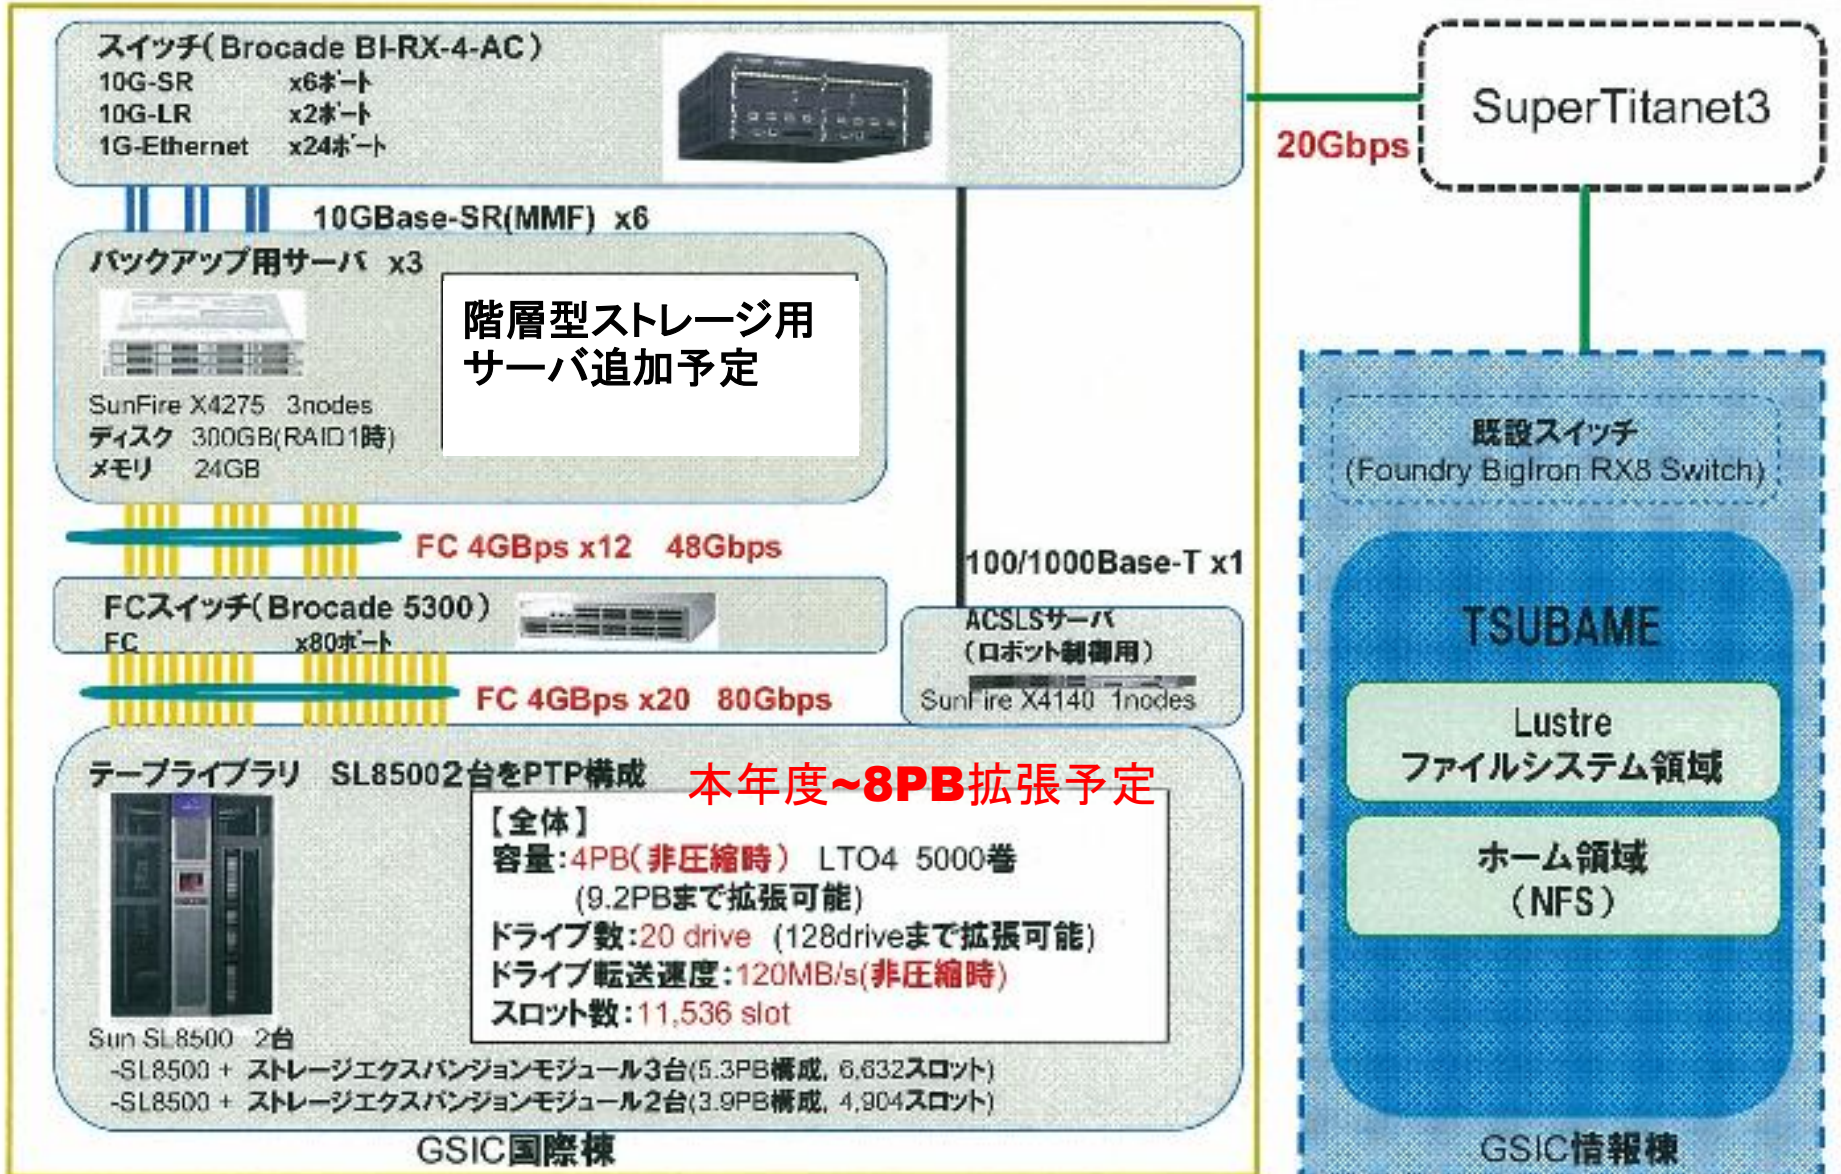 スイッチ(Brocade BI-RX-4-AC)
10G-SR x6ポート
10G-LR x2ポート
1G-Ethernet x24ポート
20Gbps
SuperTitanet3
10GBase-SR(MMF) x6
バックアップ用サーバ x3
階層型ストレージ用
サーバ追加予定
SunFire X4275 3nodes
ディスク 300GB(RAID1時)
メモリ 24GB
FC 4GBps x12 48Gbps
100/1000Base-T x1
FCスイッチ(Brocade 5300)
FC x80ポート
ACSLSサーバ
(ロボット制御用)
SunFire X4140 1nodes
FC 4GBps x20 80Gbps
テープライブラリ SL85002台をPTP構成
本年度~8PB拡張予定
【全体】
容量:4PB(非圧縮時) LTO4 5000巻
(9.2PBまで拡張可能)
ドライブ数:20 drive (128driveまで拡張可能)
ドライブ転送速度:120MB/s(非圧縮時)
スロット数:11,536 slot
Sun SL8500 2台
-SL8500 + ストレージエクスパンジョンモジュール3台(5.3PB構成, 6,632スロット)
-SL8500 + ストレージエクスパンジョンモジュール2台(3.9PB構成, 4,904スロット)
GSIC国際棟
既設スイッチ
(Foundry BigIron RX8 Switch)
TSUBAME
Lustre
ファイルシステム領域
ホーム領域
(NFS)
GSIC情報棟